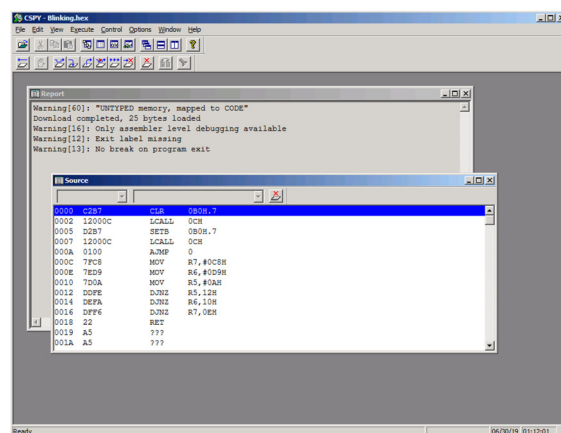 CSPY - Blinking.hex
File Edit View Execute Control Options Window Help
Report
Warning[60]: "UNTYPED memory, mapped to CODE"
Download completed, 25 bytes loaded
Warning[16]: Only assembler level debugging available
Warning[12]: Exit label missing
Warning[13]: No break on program exit
Source
0000 C2B7 CLR 0B0H.7
0002 12000C LCALL 0CH
0005 D2B7 SETB 0B0H.7
0007 12000C LCALL 0CH
000A 0100 AJMP 0
000C 7FC8 MOV R7,#0C8H
000E 7ED9 MOV R6,#0D9H
0010 7D0A MOV R5,#0AH
0012 DDFE DJNZ R5,12H
0014 DEFA DJNZ R6,10H
0016 DFF6 DJNZ R7,0EH
0018 22 RET
0019 A5 ???
001A A5 ???
Ready 06/30/19 01:12:01